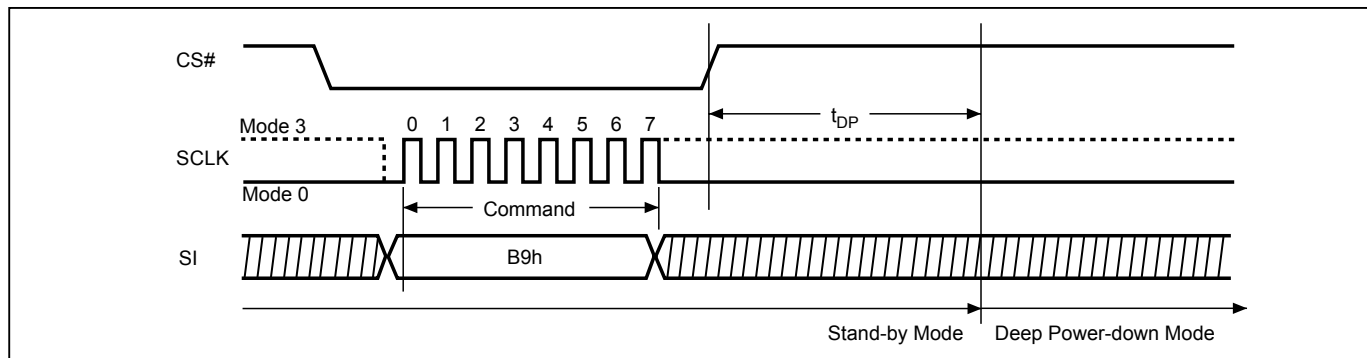 CS#
Mode 3
0 1 2 3 4 5 6 7
tDP
SCLK
Mode 0
Command
SI
B9h
Stand-by Mode
Deep Power-down Mode